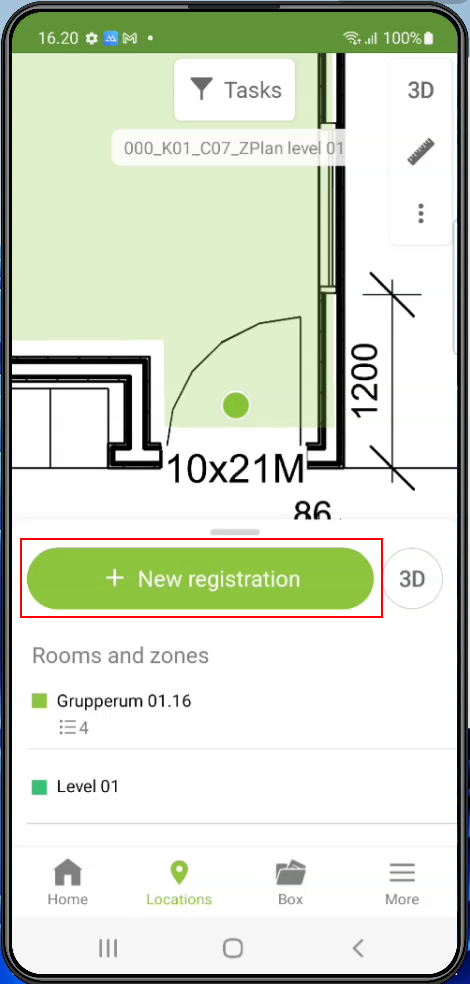 16.20 100%
Tasks
3D
000_K01_C07_ZPlan level 01
1200
10x21M
86
+ New registration
3D
Rooms and zones
Grupperum 01.16
4
Level 01
Home
Locations
Box
More